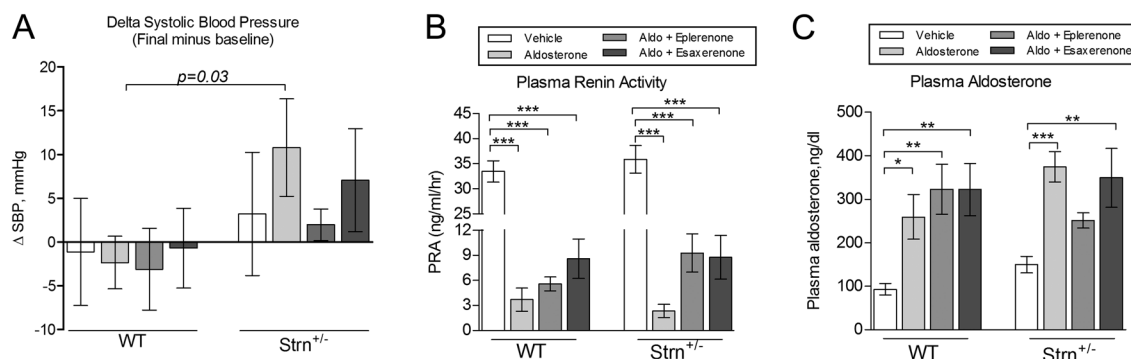 A
Delta Systolic Blood Pressure
(Final minus baseline)
Δ SBP, mmHg
20
15
10
5
0
-5
-10
p=0.03
WT
Strn+/-
B
Vehicle
Aldosterone
Aldo + Eplerenone
Aldo + Esaxerenone
Plasma Renin Activity
PRA (ng/ml/hr)
45
40
35
30
25
9
6
3
0
***
***
***
***
***
***
WT
Strn+/-
C
Vehicle
Aldosterone
Aldo + Eplerenone
Aldo + Esaxerenone
Plasma Aldosterone
Plasma aldosterone,ng/dl
500
400
300
200
100
0
**
**
*
**
***
WT
Strn+/-